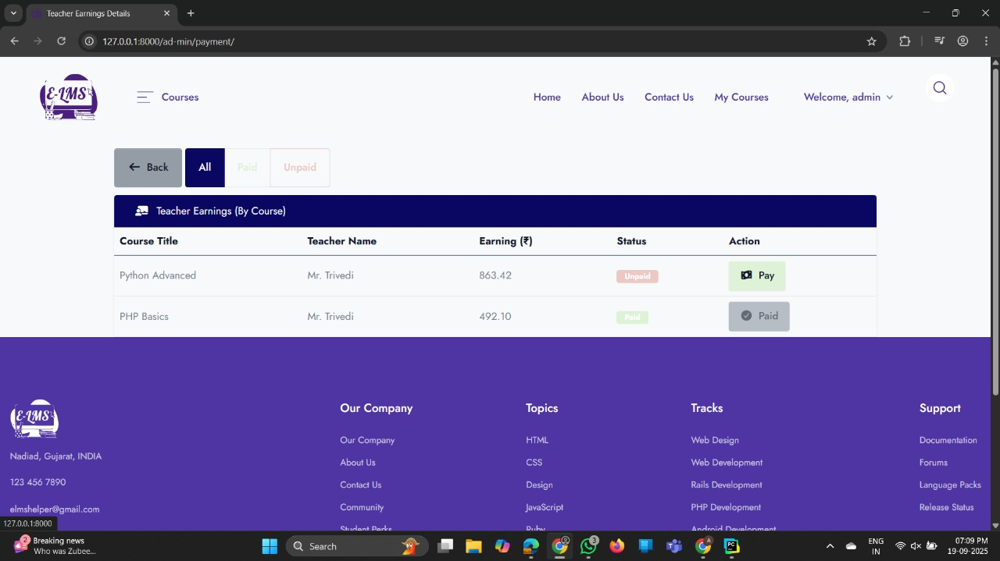 Teacher Earnings Details
127.0.0.1:8000/ad-min/payment/
E-LMS
Courses
Home
About Us
Contact Us
My Courses
Welcome, admin
Back
All
Paid
Unpaid
Teacher Earnings (By Course)
Course Title Teacher Name Earning (₹) Status Action
Python Advanced Mr. Trivedi 863.42 Unpaid Pay
PHP Basics Mr. Trivedi 492.10 Paid Paid
E-LMS
Nadiad, Gujarat, INDIA
123 456 7890
elmshelper@gmail.com
Our Company
Our Company
About Us
Contact Us
Community
Student Perks
Topics
HTML
CSS
Design
JavaScript
Ruby
Tracks
Web Design
Web Development
Rails Development
PHP Development
Android Development
Support
Documentation
Forums
Language Packs
Release Status
127.0.0.1:8000
2
Breaking news
Who was Zubee...
Search
3
A
PC
ENG
IN
07:09 PM
19-09-2025